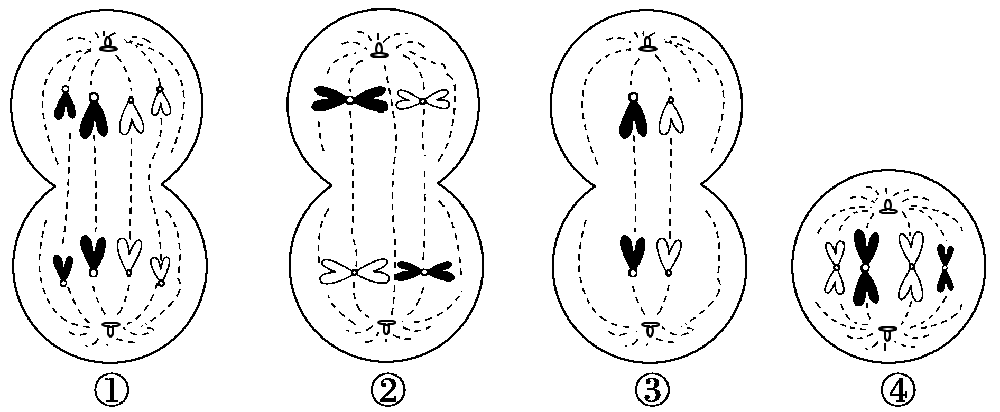 ① ② ③ ④